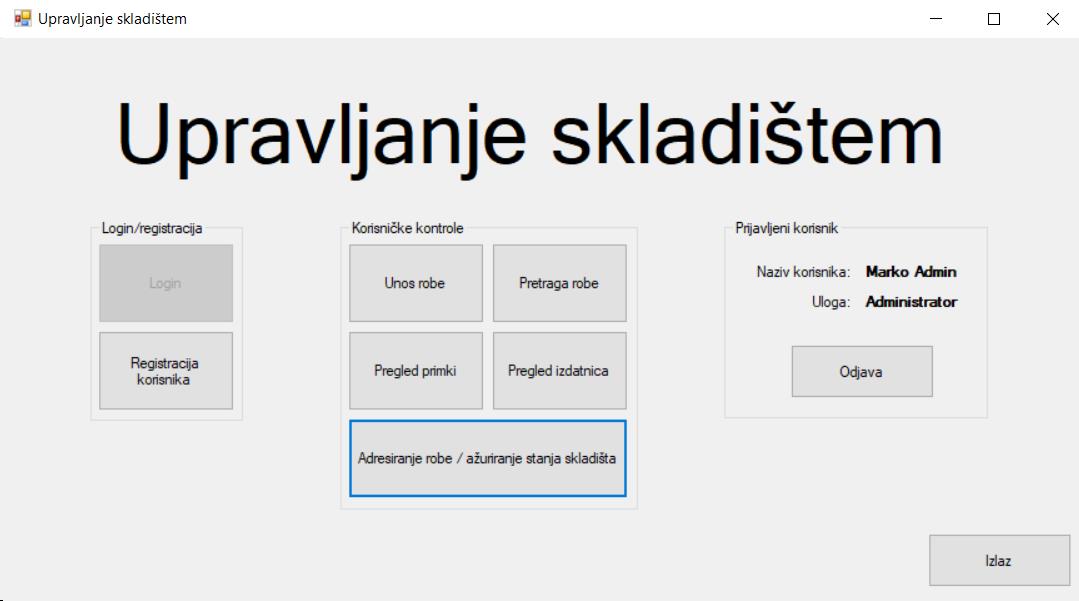 Upravljanje skladištem
Upravljanje skladištem
Login/registracija
Login
Registracija
korisnika
Korisničke kontrole
Unos robe
Pretraga robe
Pregled primki
Pregled izdatnica
Adresiranje robe / ažuriranje stanja skladišta
Prijavljeni korisnik
Naziv korisnika: Marko Admin
Uloga: Administrator
Odjava
Izlaz